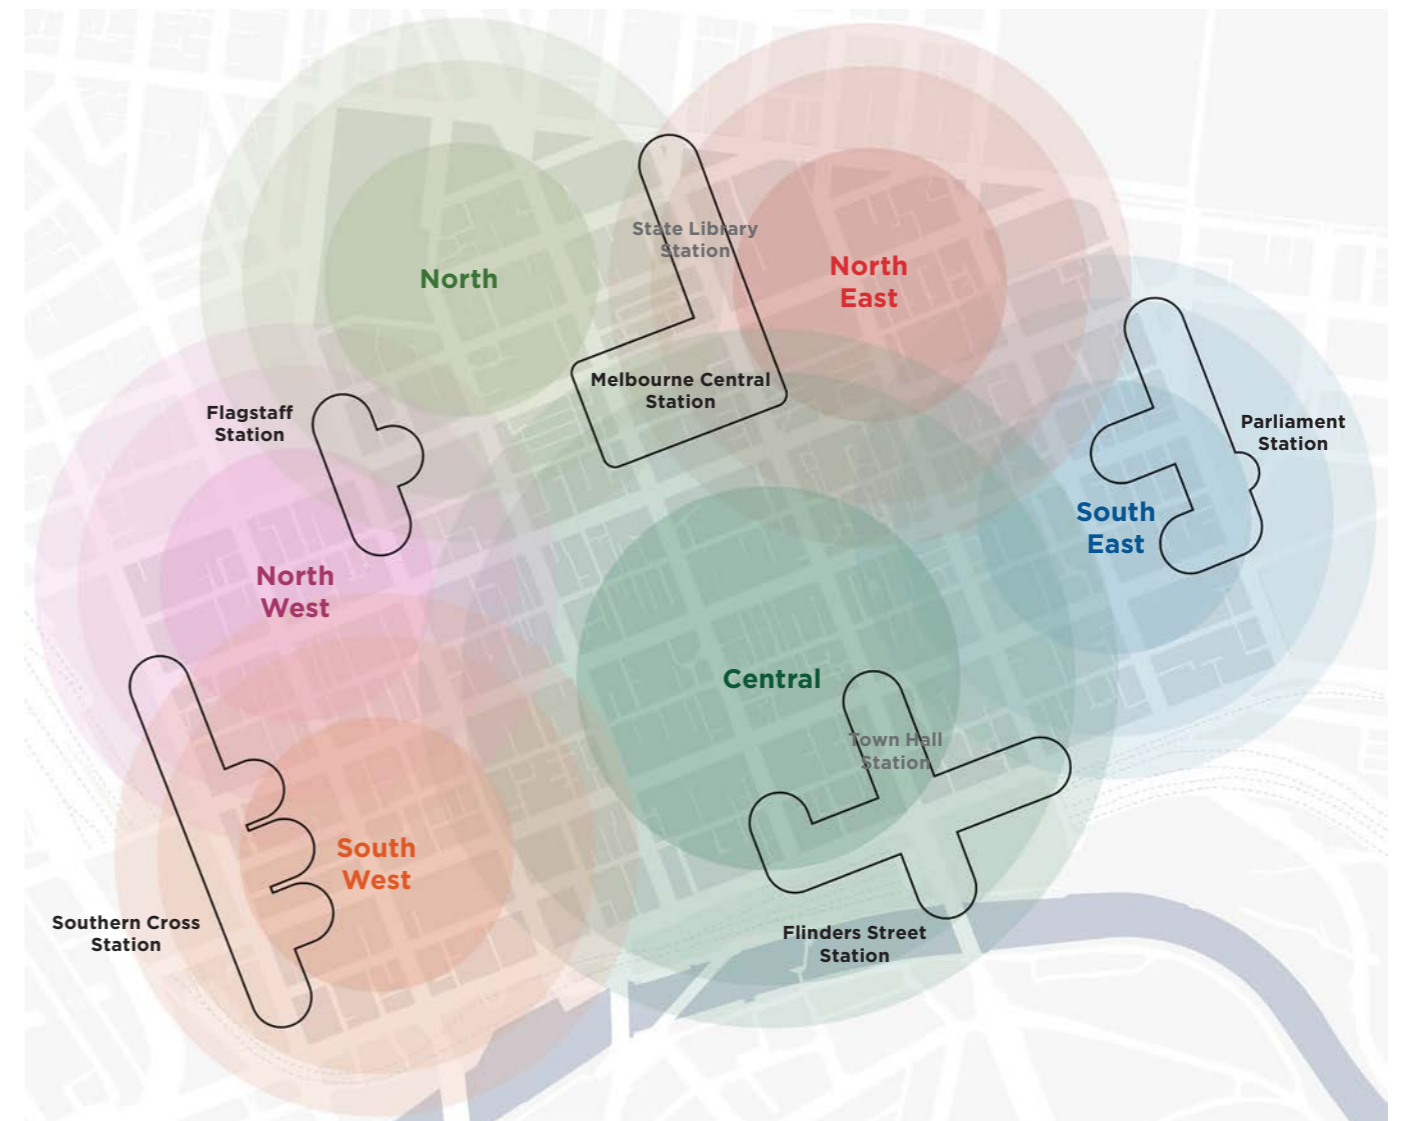 State Library
Station
North
East
North
Melbourne Central
Station
Flagstaff
Station
Parliament
Station
South
East
North
West
Central
Town Hall
Station
South
West
Southern Cross
Station
Flinders Street
Station